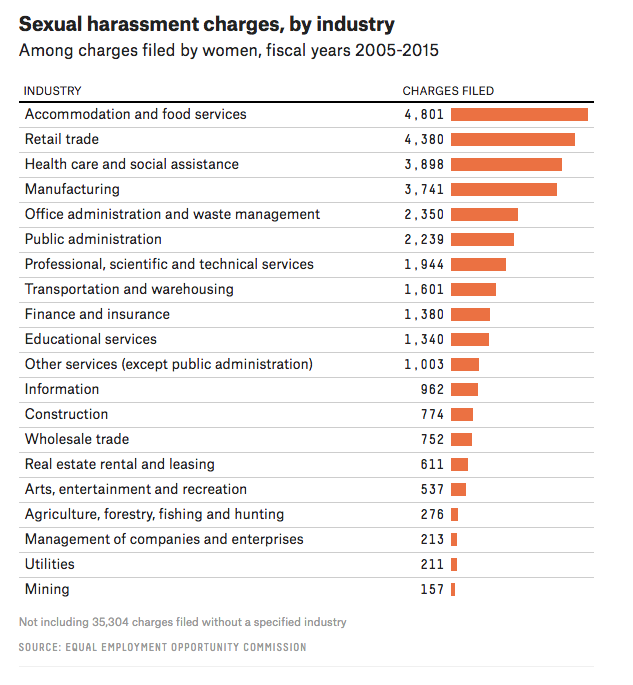 Sexual harassment charges, by industry
Among charges filed by women, fiscal years 2005-2015
INDUSTRY CHARGES FILED
Accommodation and food services 4,801
Retail trade 4,380
Health care and social assistance 3,898
Manufacturing 3,741
Office administration and waste management 2,350
Public administration 2,239
Professional, scientific and technical services 1,944
Transportation and warehousing 1,601
Finance and insurance 1,380
Educational services 1,340
Other services (except public administration) 1,003
Information 962
Construction 774
Wholesale trade 752
Real estate rental and leasing 611
Arts, entertainment and recreation 537
Agriculture, forestry, fishing and hunting 276
Management of companies and enterprises 213
Utilities 211
Mining 157
Not including 35,304 charges filed without a specified industry
SOURCE: EQUAL EMPLOYMENT OPPORTUNITY COMMISSION